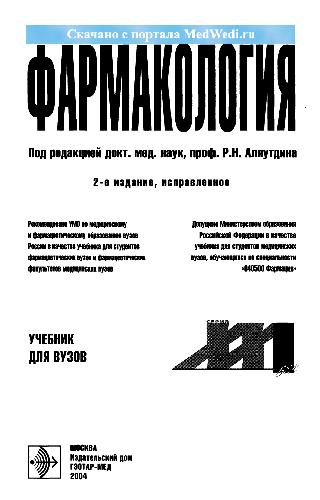 Скачано с портала MedWedi.ru
ФАРМАКОЛОГИЯ
Под редакцией докт. мед. наук, проф. Р.Н. Аляутдина
2-е издание, исправленное
Рекомендовано УМО по медицинскому
и фармацевтическому образованию вузов
России в качестве учебника для студентов
фармацевтических вузов и фармацевтических
факультетов медицинских вузов
Допущено Министерством образования
Российской Федерации в качестве
учебника для студентов медицинских
вузов, обучающихся по специальности
«040500 Фармация»
УЧЕБНИК
ДЛЯ ВУЗОВ
СЕРИЯ
XXI
МОСКВА
Издательский дом
ГЭОТАР-МЕД
2004